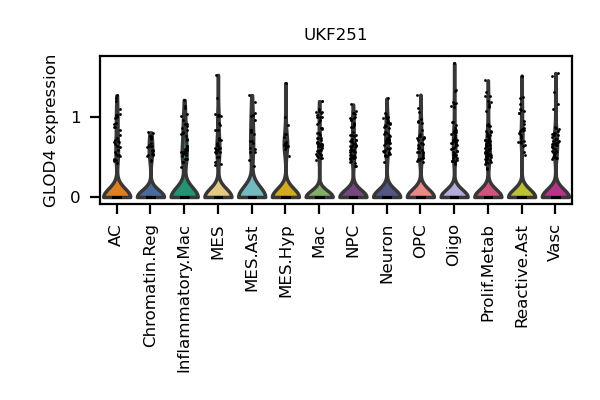 UKF251
GLOD4 expression
1
0
AC
Chromatin.Reg
Inflammatory.Mac
MES
MES.Ast
MES.Hyp
Mac
NPC
Neuron
OPC
Oligo
Prolif.Metab
Reactive.Ast
Vasc